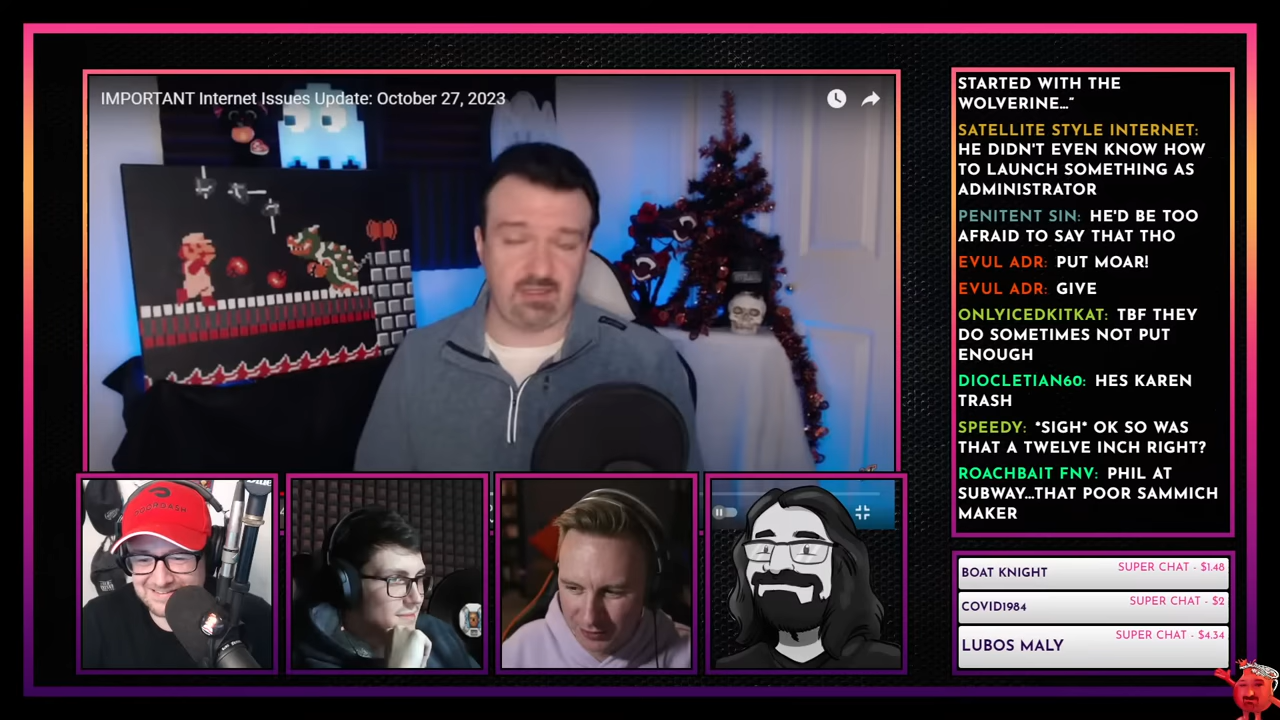 IMPORTANT Internet Issues Update: October 27, 2023
STARTED WITH THE
WOLVERINE..."
SATELLITE STYLE INTERNET:
HE DIDN'T EVEN KNOW HOW
TO LAUNCH SOMETHING AS
ADMINISTRATOR
PENITENT SIN: HE'D BE TOO
AFRAID TO SAY THAT THO
EVUL ADR: PUT MOAR!
EVUL ADR: GIVE
ONLYICEDKITKAT: TBF THEY
DO SOMETIMES NOT PUT
ENOUGH
DIOCLETIAN60: HES KAREN
TRASH
SPEEDY: *SIGH* OK SO WAS
THAT A TWELVE INCH RIGHT?
ROACHBAIT FNV: PHIL AT
SUBWAY...THAT POOR SAMMICH
MAKER
BOAT KNIGHT SUPER CHAT - $1.48
COVID1984 SUPER CHAT - $2
LUBOS MALY SUPER CHAT - $4.34
DOORDASH